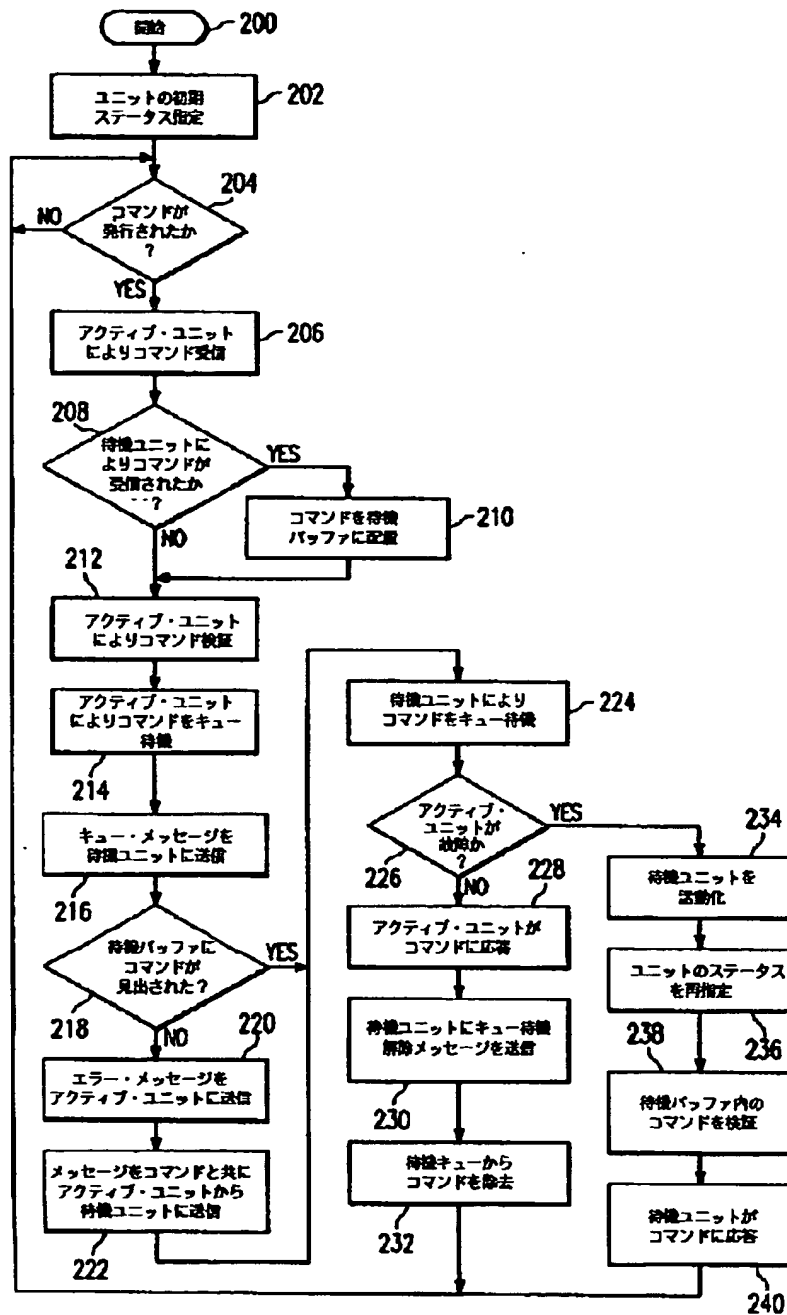 開始
200
ユニットの初期
ステータス指定
202
204
コマンドが
発行されたか
?
NO
YES
アクティブ・ユニット
によりコマンド受信
206
208
待機ユニットに
よりコマンドが
受信されたか
?
YES
NO
コマンドを待機
バッファに配置
210
212
アクティブ・ユニット
によりコマンド検証
アクティブ・ユニット
によりコマンドをキュー
待機
214
キュー・メッセージを
待機ユニットに送信
216
待機バッファに
コマンドが
見出された?
218
YES
NO
220
エラー・メッセージを
アクティブ・ユニットに送信
メッセージをコマンドと共に
アクティブ・ユニットから
待機ユニットに送信
222
待機ユニットにより
コマンドをキュー待機
224
アクティブ・
ユニットが
故障か
?
226
YES
NO
228
アクティブ・ユニットが
コマンドに応答
待機ユニットにキュー待機
解除メッセージを送信
230
待機キューから
コマンドを除去
232
234
待機ユニットを
活動化
ユニットのステータス
を再指定
236
238
待機バッファ内の
コマンドを検証
待機ユニットが
コマンドに応答
240